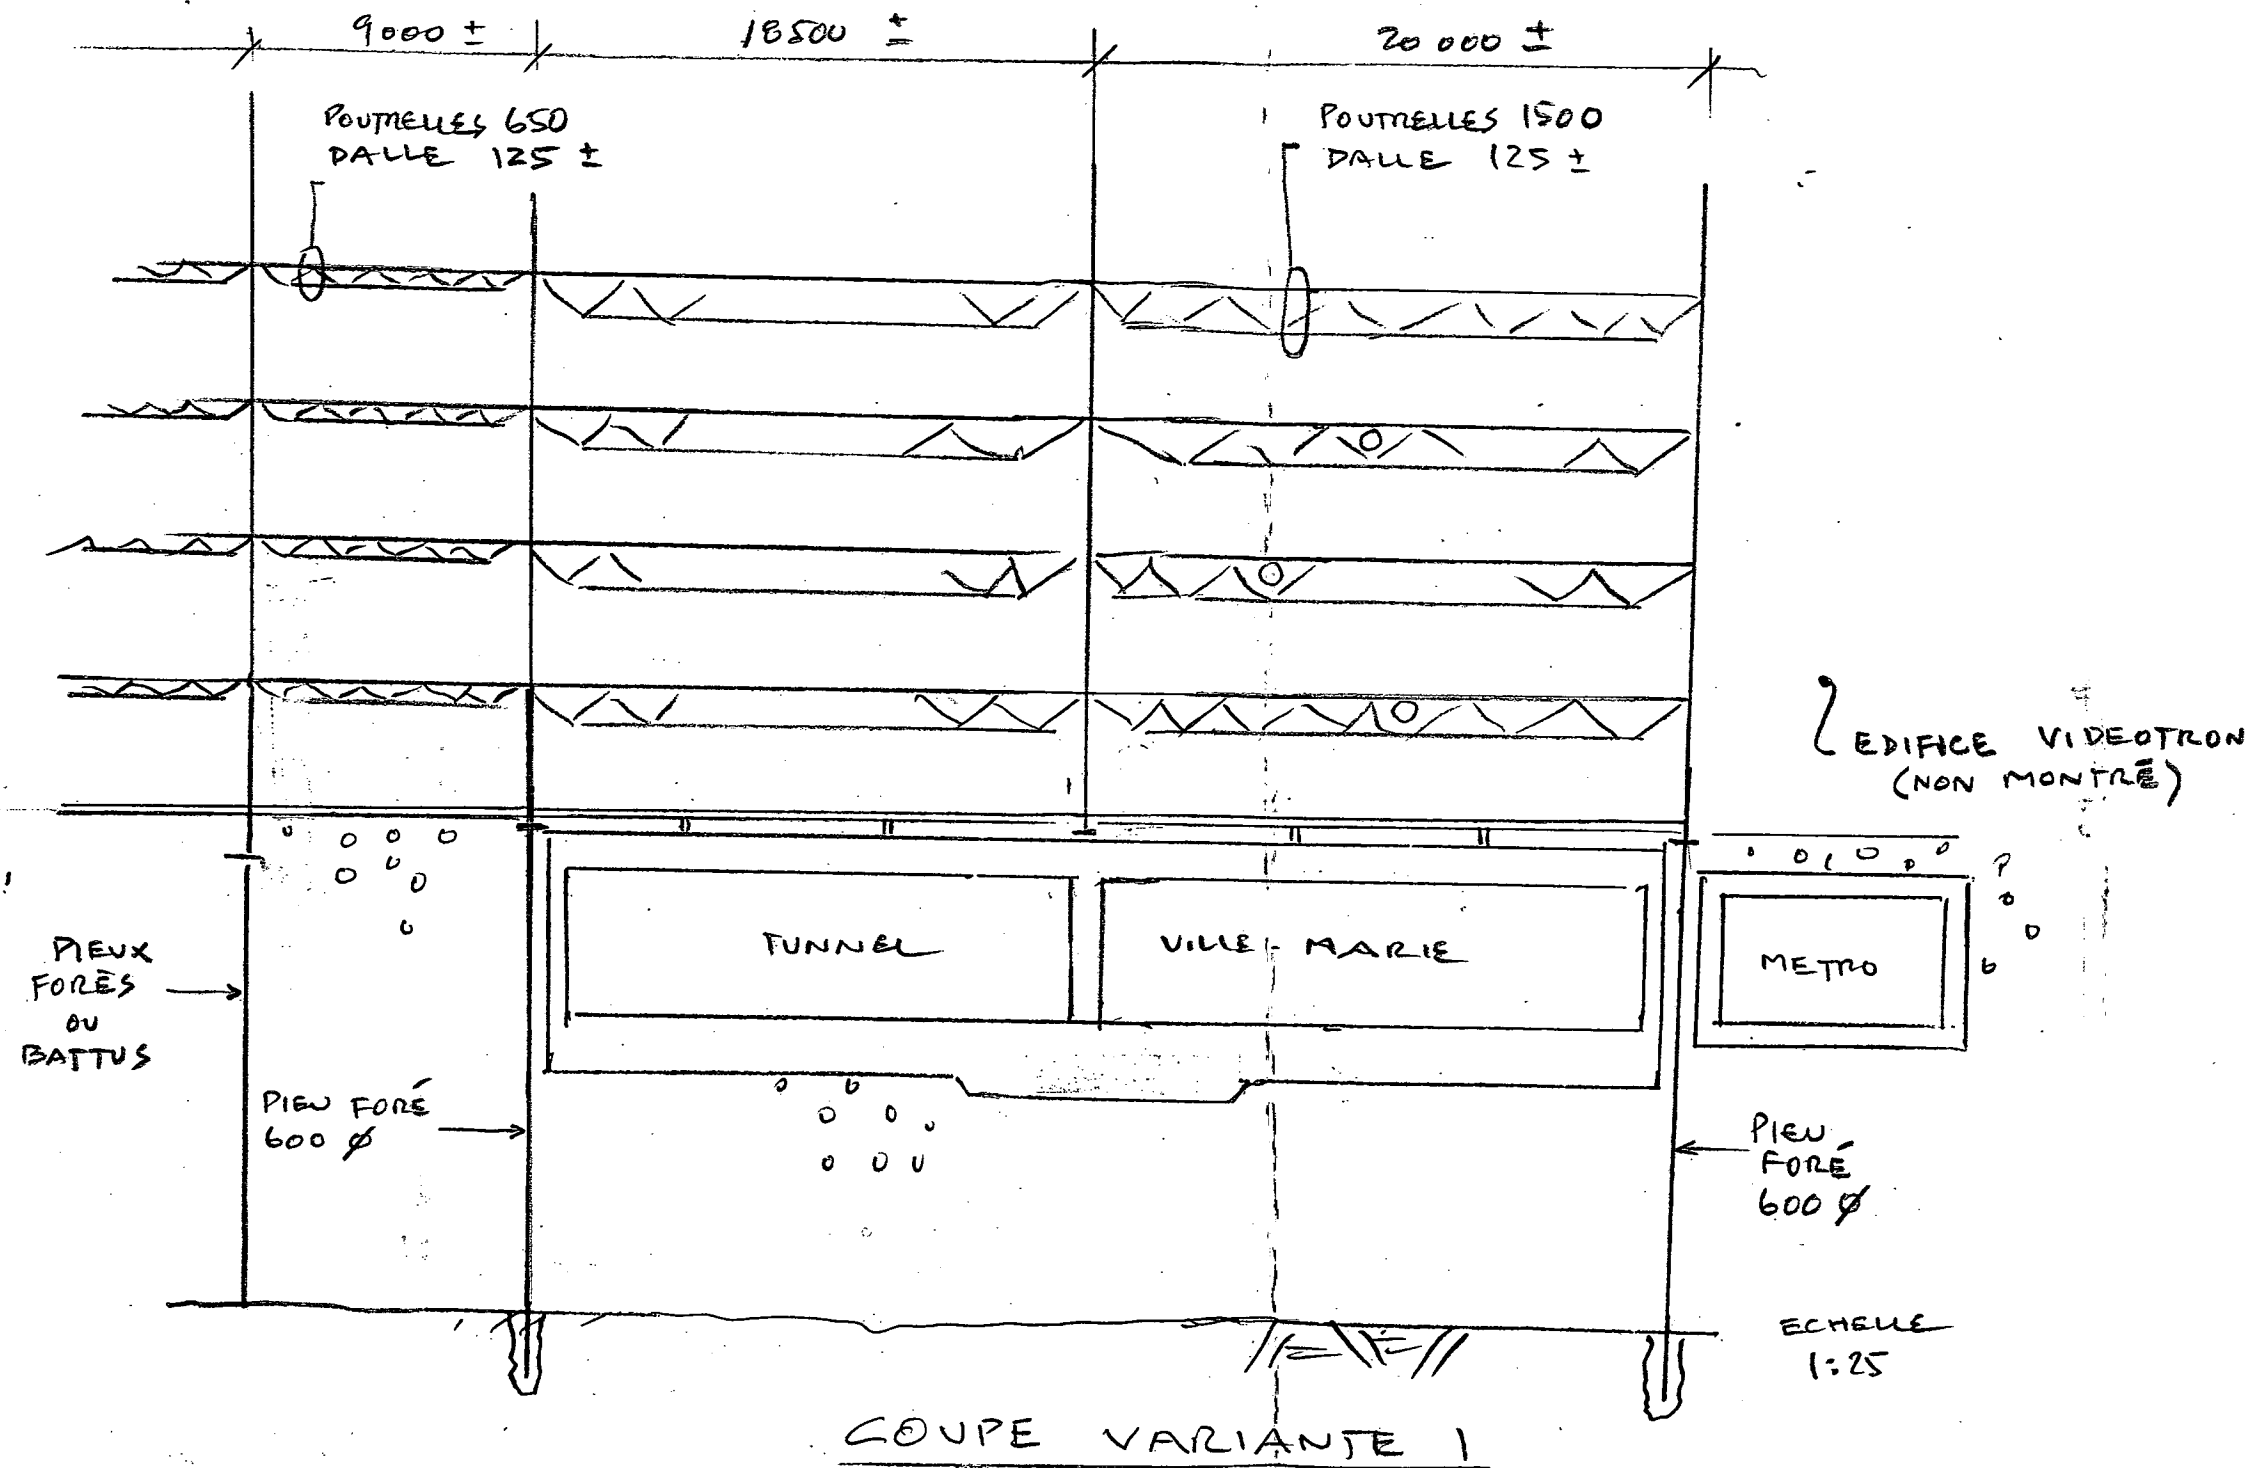 9000 ±
18500 ±
20 000 ±
POUTRELLES 650
DALLE 125 ±
POUTRELLES 1500
DALLE 125 ±
EDIFICE VIDEOTRON
(NON MONTRÉ)
TUNNEL VILLE-MARIE
METRO
PIEUX
FORÉS
OU
BATTUS
PIEU FORÉ
600 Ø
PIEU
FORÉ
600 Ø
ECHELLE
1:25
COUPE VARIANTE 1